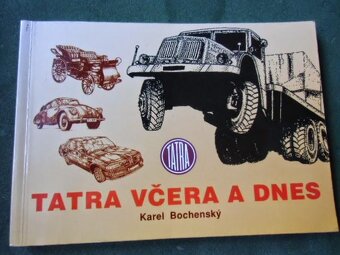 TATRA
TATRA VČERA A DNES
Karel Bochenský